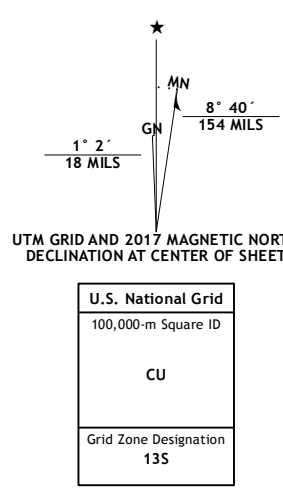 ★
MN
GN
8° 40´
154 MILS
1° 2´
18 MILS
UTM GRID AND 2017 MAGNETIC NORT
DECLINATION AT CENTER OF SHEET
U.S. National Grid
100,000-m Square ID
CU
Grid Zone Designation
13S